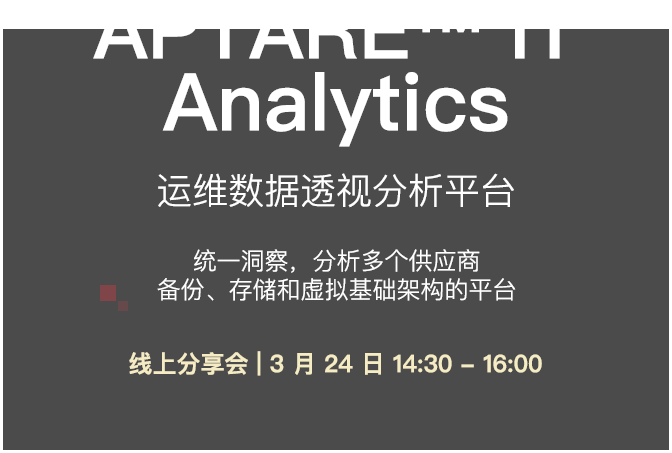 APTARE™ IT
Analytics
运维数据透视分析平台
统一洞察，分析多个供应商
备份、存储和虚拟基础架构的平台
线上分享会 | 3 月 24 日 14:30 – 16:00